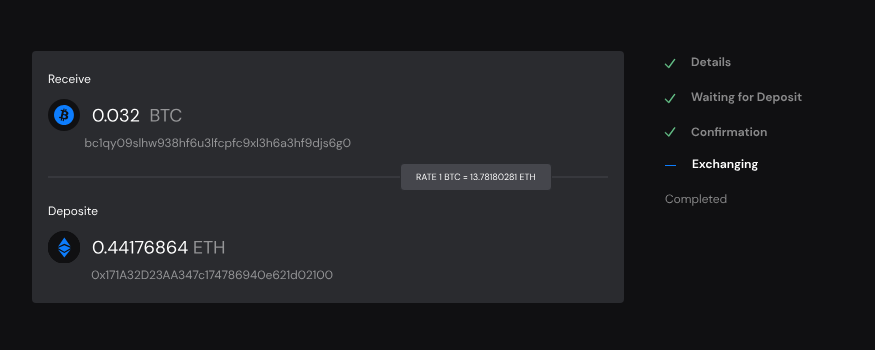 Receive
0.032 BTC
bc1qy09slhw938hf6u3lfcpfc9xl3h6a3hf9djs6g0
RATE 1 BTC = 13.78180281 ETH
Deposite
0.44176864 ETH
0x171A32D23AA347c174786940e621d02100
Details
Waiting for Deposit
Confirmation
Exchanging
Completed